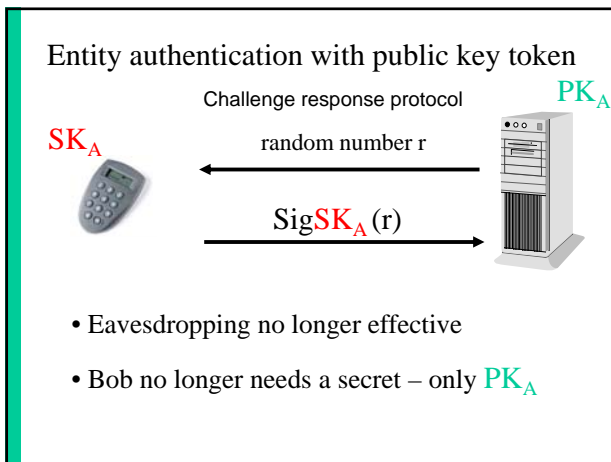 Entity authentication with public key token
Challenge response protocol
PKA
SKA
random number r
SigSKA(r)
• Eavesdropping no longer effective
• Bob no longer needs a secret – only PKA